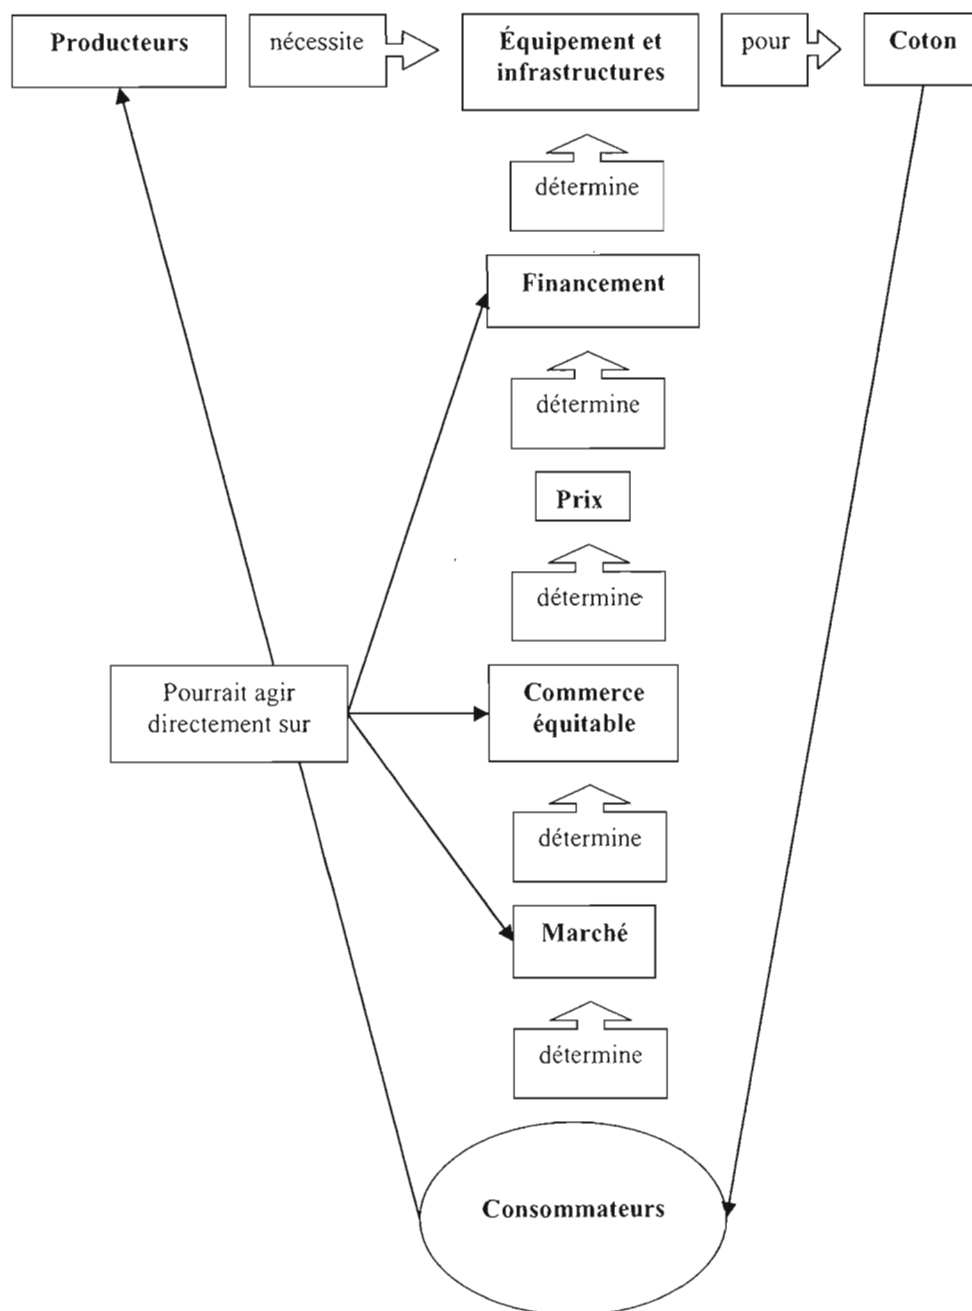 Producteurs
nécessite
Équipement et
infrastructures
pour
Coton
détermine
Financement
détermine
Prix
détermine
Pourrait agir
directement sur
Commerce
équitable
détermine
Marché
détermine
Consommateurs